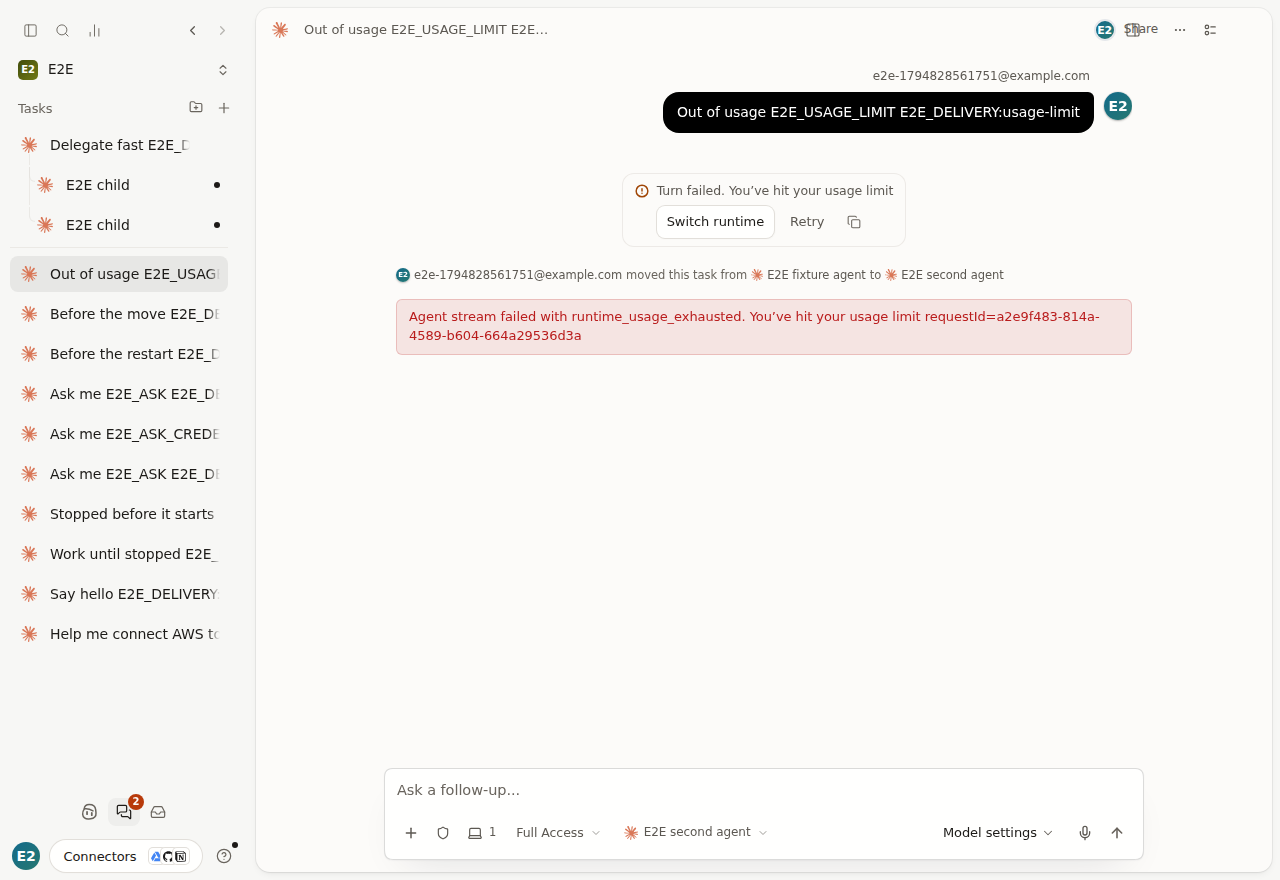 Out of usage E2E_USAGE_LIMIT E2E…
E2
Share
E2
E2E
Tasks
Delegate fast E2E_D
E2E child
E2E child
Out of usage E2E_USAG
Before the move E2E_DE
Before the restart E2E_D
Ask me E2E_ASK E2E_DE
Ask me E2E_ASK_CREDE
Ask me E2E_ASK E2E_DE
Stopped before it starts
Work until stopped E2E_
Say hello E2E_DELIVERY:
Help me connect AWS to
2
E2
Connectors
e2e-1794828561751@example.com
Out of usage E2E_USAGE_LIMIT E2E_DELIVERY:usage-limit
E2
Turn failed. You’ve hit your usage limit
Switch runtime
Retry
E2 e2e-1794828561751@example.com moved this task from E2E fixture agent to E2E second agent
Agent stream failed with runtime_usage_exhausted. You’ve hit your usage limit requestId=a2e9f483-814a-
4589-b604-664a29536d3a
Ask a follow-up...
1
Full Access
E2E second agent
Model settings